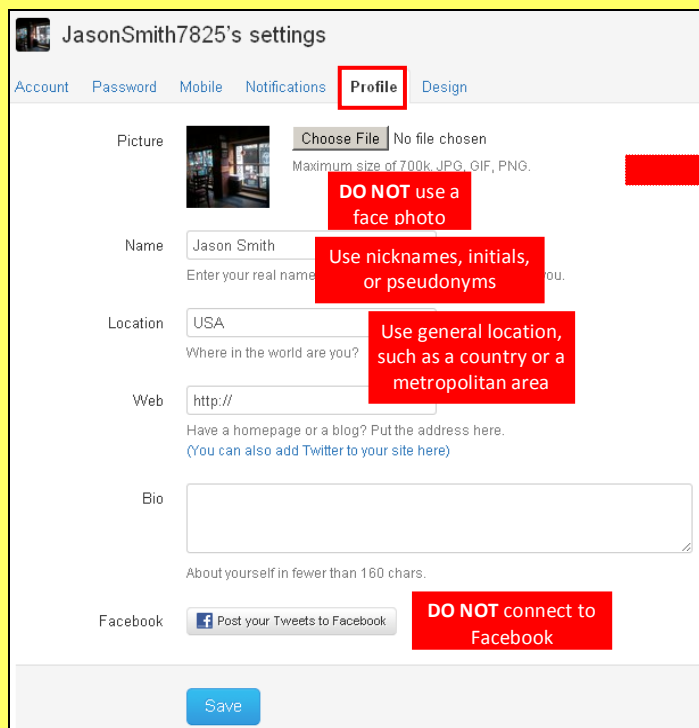 JasonSmith7825's settings
Account Password Mobile Notifications Profile Design
Picture
Choose File No file chosen
Maximum size of 700k. JPG, GIF, PNG.
DO NOT use a
face photo
Name
Jason Smith
Use nicknames, initials,
or pseudonyms
Enter your real name you.
Location
USA
Use general location,
such as a country or a
metropolitan area
Where in the world are you?
Web
http://
Have a homepage or a blog? Put the address here.
(You can also add Twitter to your site here)
Bio
About yourself in fewer than 160 chars.
Facebook
Post your Tweets to Facebook
DO NOT connect to
Facebook
Save